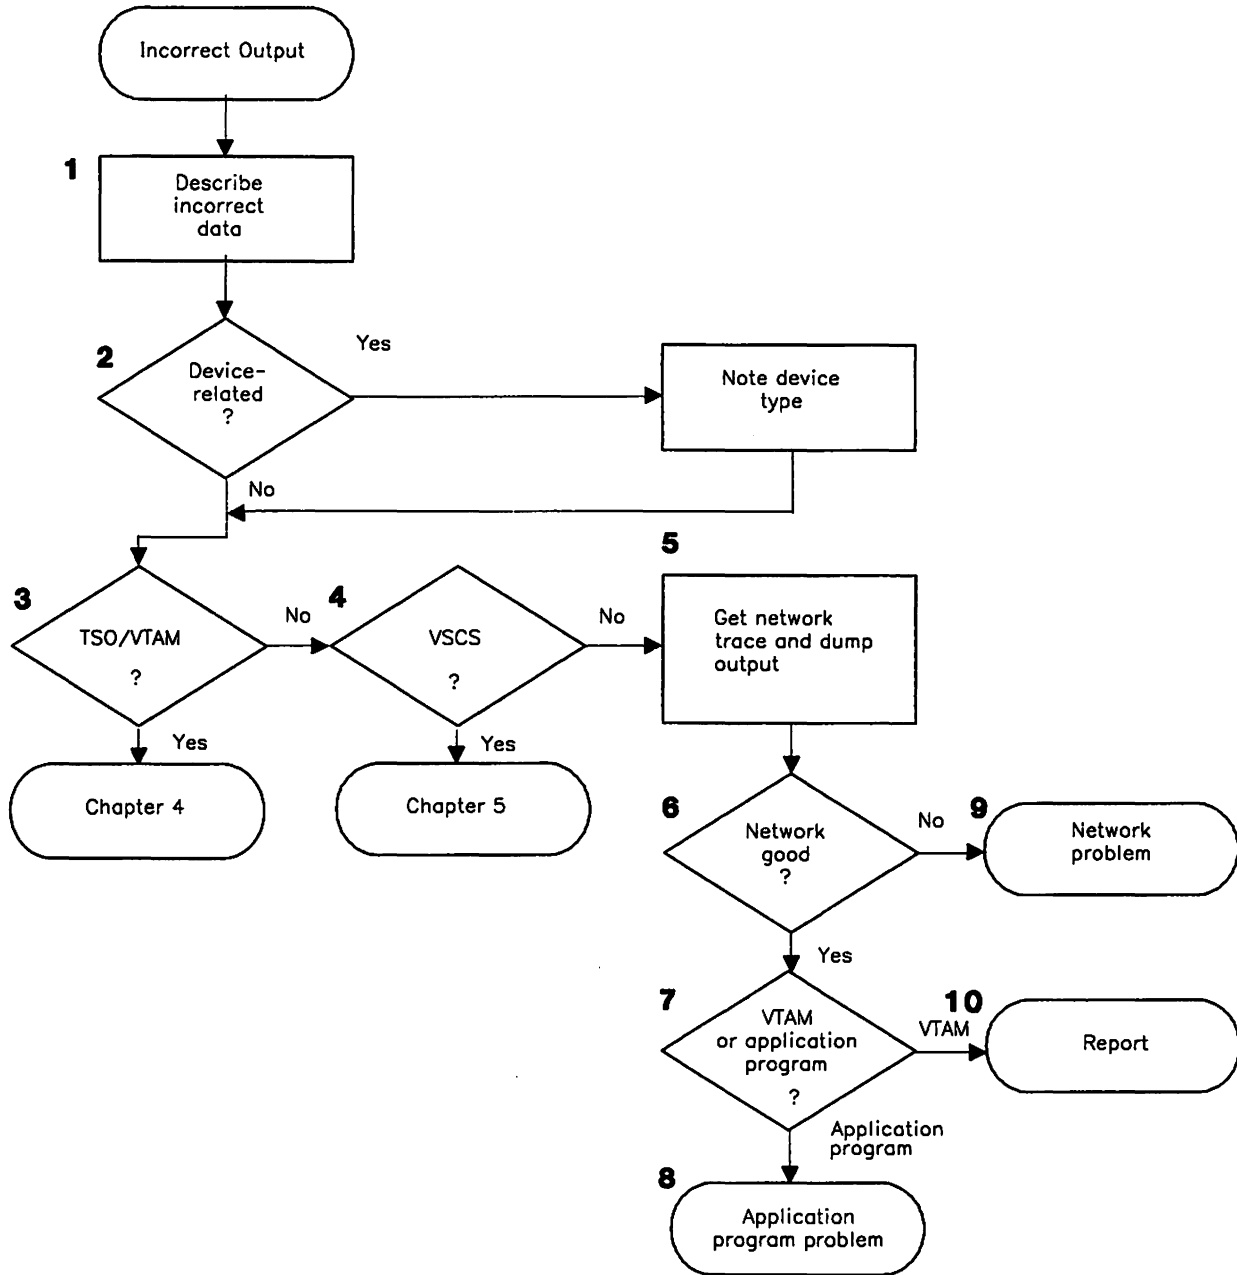 Incorrect Output
1
Describe
incorrect
data
2
Device-
related
?
Yes
Note device
type
No
3
TSO/VTAM
?
No
4
VSCS
?
No
5
Get network
trace and dump
output
Yes
Chapter 4
Yes
Chapter 5
6
Network
good
?
No
9
Network
problem
Yes
7
VTAM
or application
program
?
VTAM
10
Report
Application
program
8
Application
program problem